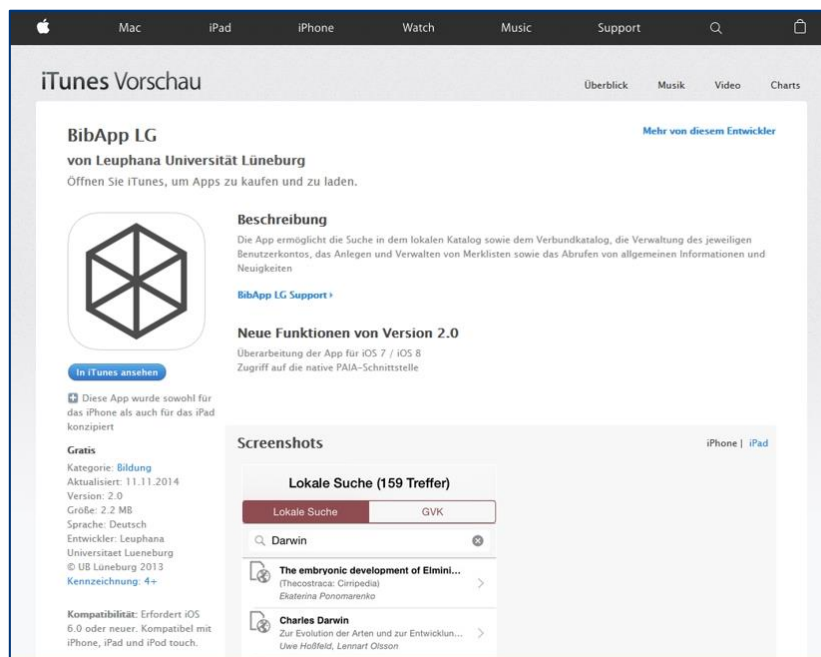 Mac iPad iPhone Watch Music Support
iTunes Vorschau
Überblick Musik Video Charts
BibApp LG
Mehr von diesem Entwickler
von Leuphana Universität Lüneburg
Öffnen Sie iTunes, um Apps zu kaufen und zu laden.
Beschreibung
Die App ermöglicht die Suche in dem lokalen Katalog sowie dem Verbundkatalog, die Verwaltung des jeweiligen
Benutzerkontos, das Anlegen und Verwalten von Merklisten sowie das Abrufen von allgemeinen Informationen und
Neuigkeiten
BibApp LG Support
Neue Funktionen von Version 2.0
Überarbeitung der App für iOS 7 / iOS 8
Zugriff auf die native PAIA-Schnittstelle
In iTunes ansehen
Diese App wurde sowohl für
das iPhone als auch für das iPad
konzipiert
Gratis
Kategorie: Bildung
Aktualisiert: 11.11.2014
Version: 2.0
Größe: 2.2 MB
Sprache: Deutsch
Entwickler: Leuphana
Universitaet Lueneburg
© UB Lüneburg 2013
Kennzeichnung: 4+
Kompatibilität: Erfordert iOS
6.0 oder neuer. Kompatibel mit
iPhone, iPad und iPod touch.
Screenshots
iPhone | iPad
Lokale Suche (159 Treffer)
Lokale Suche GVK
Darwin
The embryonic development of Elmini...
(Thecostraca: Cirripedia)
Ekaterina Ponomarenko
Charles Darwin
Zur Evolution der Arten und zur Entwicklun...
Uwe Hoßfeld, Lennart Olsson